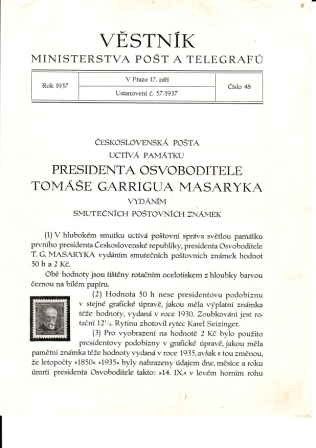 VĚSTNÍK
MINISTERSTVA POŠT A TELEGRAFŮ
Rok 1937
V Praze 17. září
Ustanovení č. 57/1937
Číslo 48
ČESKOSLOVENSKÁ POŠTA
UCTÍVÁ PAMÁTKU
PRESIDENTA OSVOBODITELE
TOMÁŠE GARRIGUA MASARYKA
VYDÁNÍM
SMUTEČNÍCH POŠTOVNÍCH ZNÁMEK
(1) V hlubokém smutku uctívá poštovní správa světlou památku
prvního presidenta Československé republiky, presidenta Osvoboditele
T. G. MASARYKA vydáním smutečních poštovních známek hodnot
50 h a 2 Kč.
Obě hodnoty jsou tištěny rotačním ocelotiskem z hloubky barvou
černou na bílém papíru.
(2) Hodnota 50 h nese presidentovu podobiznu
v stejné grafické úpravě, jakou měla výplatní známka
téže hodnoty, vydaná v roce 1930. Zoubkování jest ro-
tační 12½. Rytinu zhotovil rytec Karel Seizinger.
(3) Pro vyobrazení na hodnotě 2 Kč bylo použito
presidentovy podobizny v grafické úpravě, jakou měla
pamětní známka téže hodnoty vydaná v roce 1935, avšak s tou změnou,
že letopočty »1850« »1935« byly nahrazeny údajem dne, měsíce a roku
úmrtí presidenta Osvoboditele takto: »14. IX.« v levém horním rohu